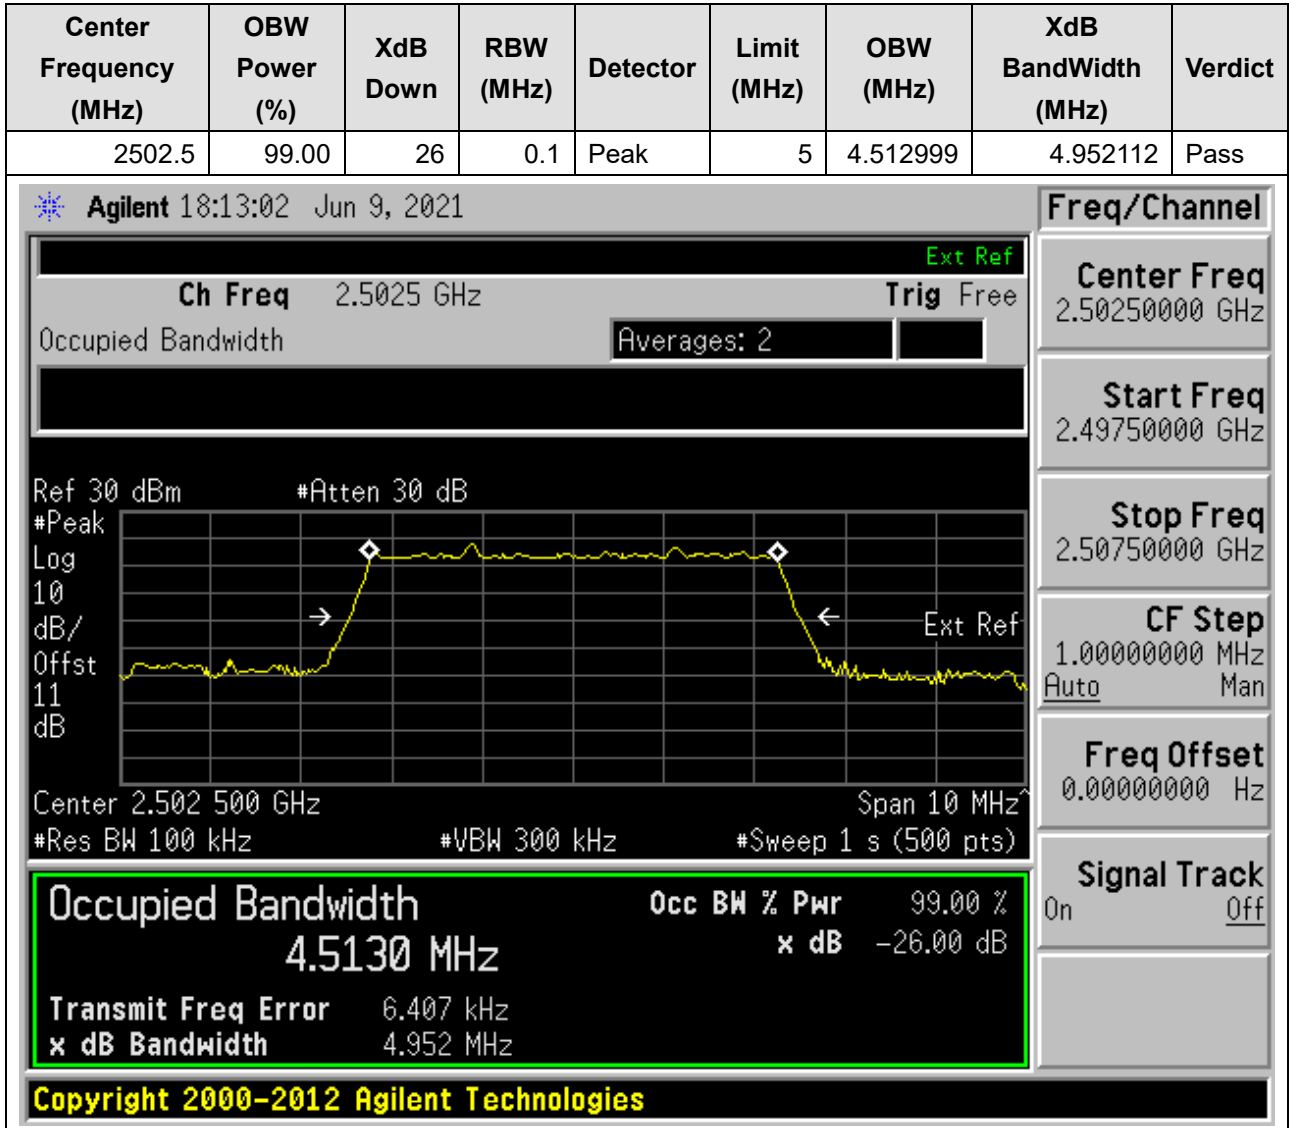 Center Frequency (MHz) OBW Power (%) XdB Down RBW (MHz) Detector Limit (MHz) OBW (MHz) XdB BandWidth (MHz) Verdict
2502.5 99.00 26 0.1 Peak 5 4.512999 4.952112 Pass
Agilent 18:13:02 Jun 9, 2021
Freq/Channel
Ext Ref
Ch Freq 2.5025 GHz Trig Free
Occupied Bandwidth Averages: 2
Center Freq
2.50250000 GHz
Start Freq
2.49750000 GHz
Stop Freq
2.50750000 GHz
CF Step
1.00000000 MHz
Auto Man
Freq Offset
0.00000000 Hz
Signal Track
On Off
Ref 30 dBm #Atten 30 dB
#Peak
Log
10
dB/
Offst
11
dB
Ext Ref
Center 2.502 500 GHz Span 10 MHz^
#Res BW 100 kHz #VBW 300 kHz #Sweep 1 s (500 pts)
Occupied Bandwidth Occ BW % Pwr 99.00 %
4.5130 MHz x dB -26.00 dB
Transmit Freq Error 6.407 kHz
x dB Bandwidth 4.952 MHz
Copyright 2000-2012 Agilent Technologies